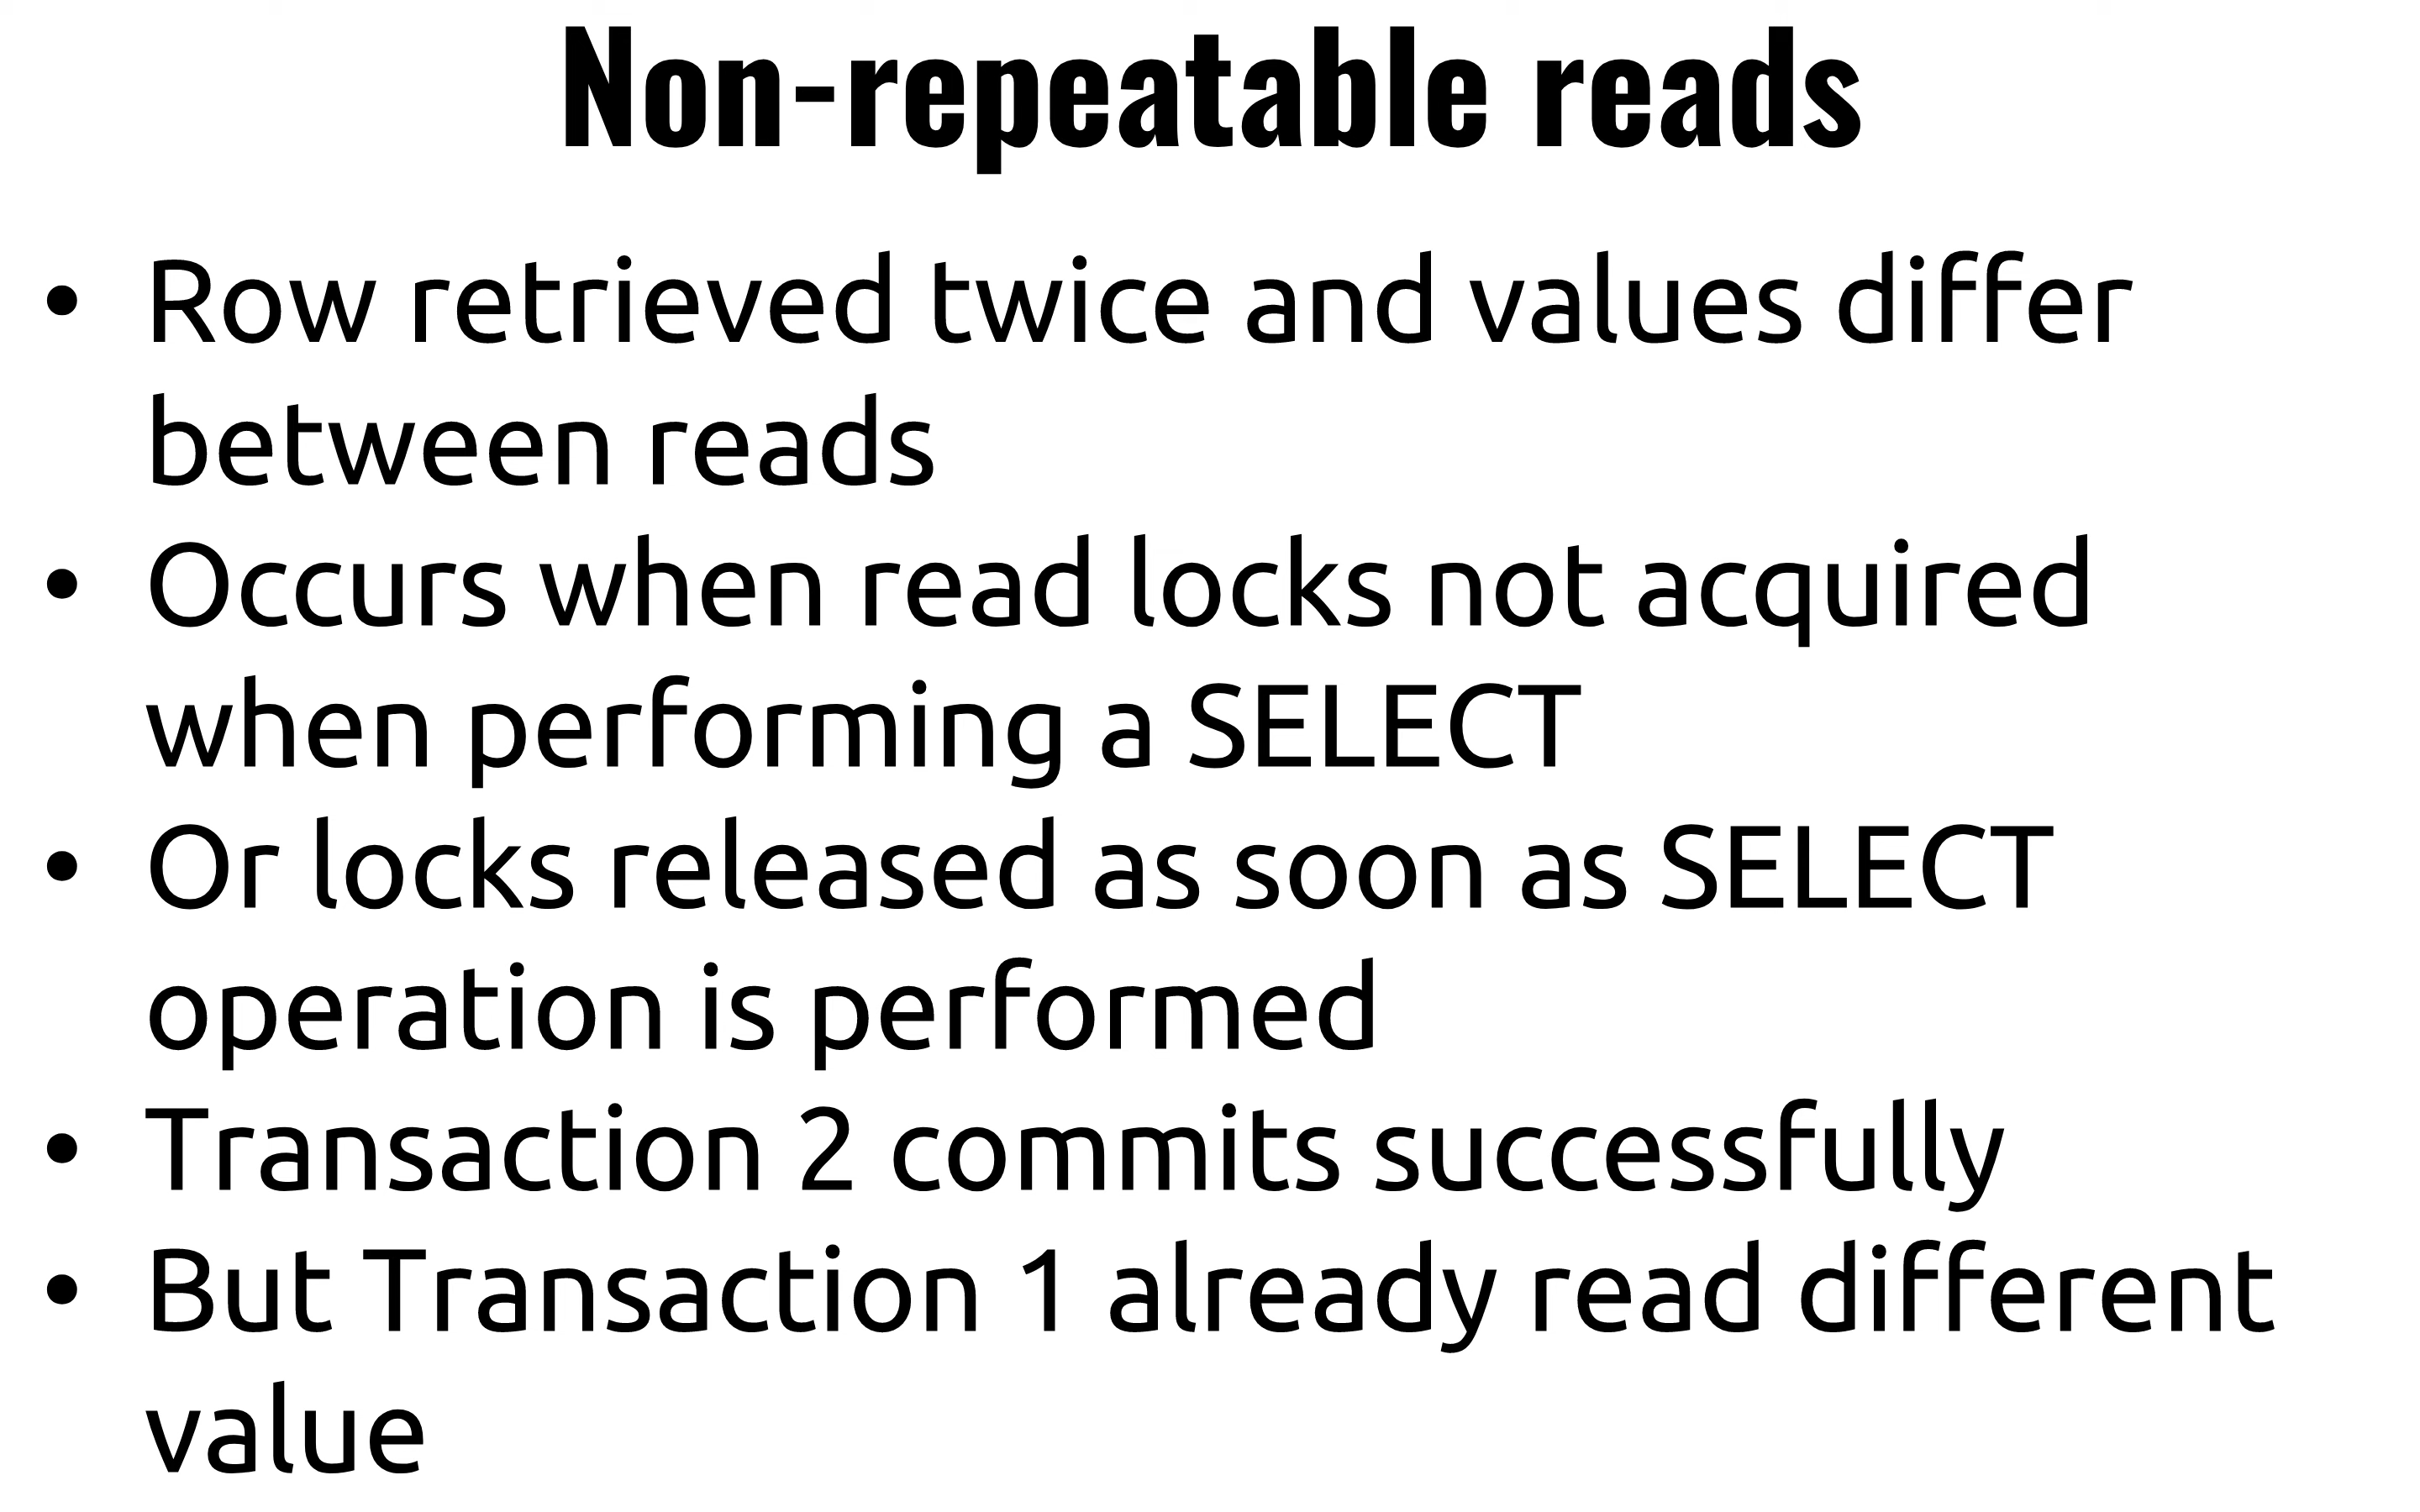 Non-repeatable reads
• Row retrieved twice and values differ
between reads
• Occurs when read locks not acquired
when performing a SELECT
• Or locks released as soon as SELECT
operation is performed
• Transaction 2 commits successfully
• But Transaction 1 already read different
value